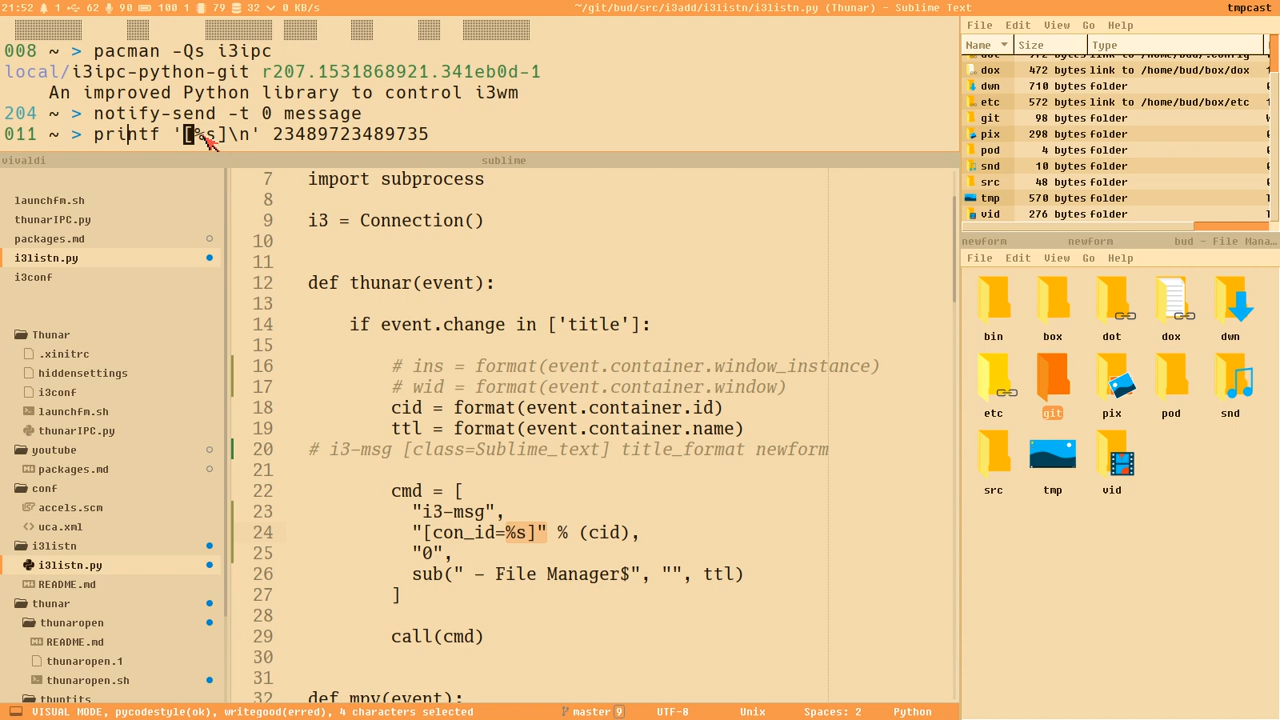 21:52 1 62 90 100 1 79 32 0 KB/s
~/git/bud/src/i3add/i3listn/i3listn.py (Thunar) - Sublime Text
tmpcast
008 ~ > pacman -Qs i3ipc
local/i3ipc-python-git r207.1531868921.341eb0d-1
An improved Python library to control i3wm
204 ~ > notify-send -t 0 message
011 ~ > printf '[%s]\n' 23489723489735
vivaldi
sublime
launchfm.sh
thunarIPC.py
packages.md
i3listn.py
i3conf
Thunar
.xinitrc
hiddensettings
i3conf
launchfm.sh
thunarIPC.py
youtube
packages.md
conf
accels.scm
uca.xml
i3listn
i3listn.py
README.md
thunar
thunaropen
README.md
thunaropen.1
thunaropen.sh
7 import subprocess
8
9 i3 = Connection()
10
11
12 def thunar(event):
13
14 if event.change in ['title']:
15
16 # ins = format(event.container.window_instance)
17 # wid = format(event.container.window)
18 cid = format(event.container.id)
19 ttl = format(event.container.name)
20 # i3-msg [class=Sublime_text] title_format newform
21
22 cmd = [
23 "i3-msg",
24 "[con_id=%s]" % (cid),
25 "0",
26 sub(" - File Manager$", "", ttl)
27 ]
28
29 call(cmd)
30
31
32 def mpv(event):
VISUAL MODE, pycodestyle(ok), writegood(erred), 4 characters selected
master 9 UTF-8 Unix Spaces: 2 Python
File Edit View Go Help
Name Size Type
dox 472 bytes link to /home/bud/box/dox
dwn 710 bytes folder
etc 572 bytes link to /home/bud/box/etc
git 98 bytes folder
pix 298 bytes folder
pod 4 bytes folder
snd 10 bytes folder
src 48 bytes folder
tmp 570 bytes folder
vid 276 bytes folder
newform newform bud - File Mana...
File Edit View Go Help
bin box dot dox dwn
etc git pix pod snd
src tmp vid